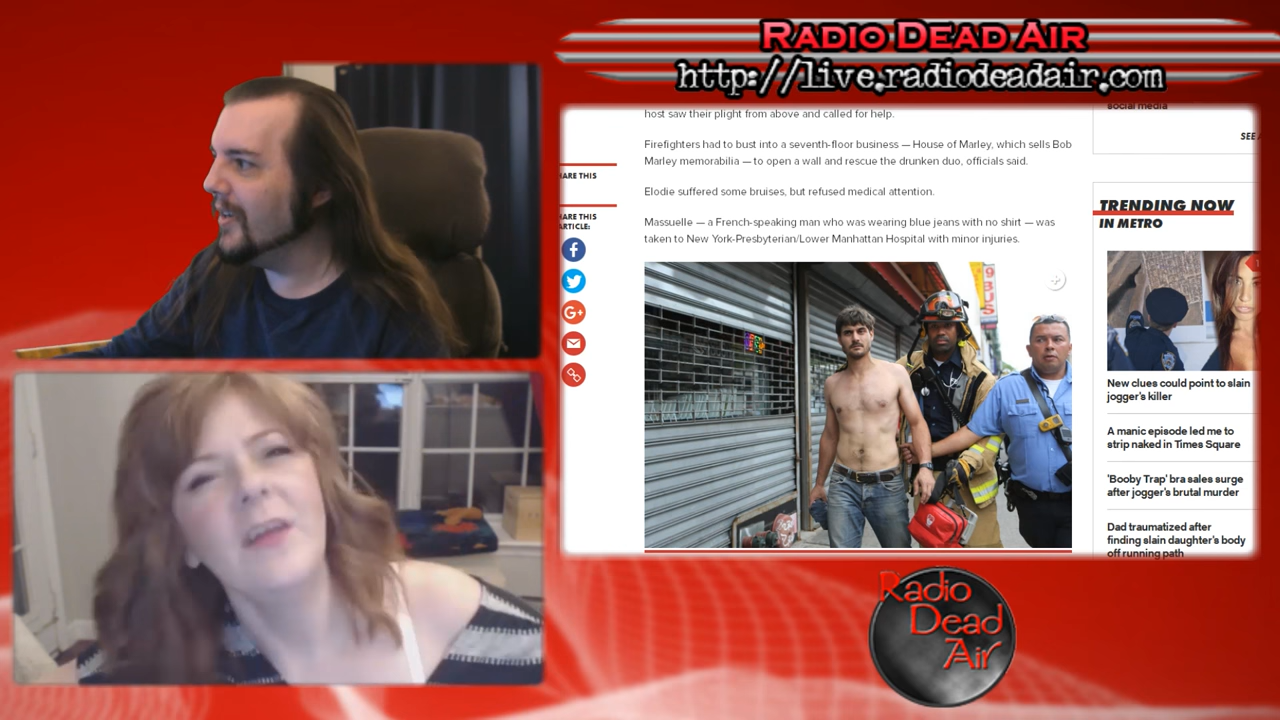 RADIO DEAD AIR
http://live.radiodeadair.com
host saw their plight from above and called for help.
Firefighters had to bust into a seventh-floor business — House of Marley, which sells Bob
Marley memorabilia — to open a wall and rescue the drunken duo, officials said.
Elodie suffered some bruises, but refused medical attention.
Massuelle — a French-speaking man who was wearing blue jeans with no shirt — was
taken to New York-Presbyterian/Lower Manhattan Hospital with minor injuries.
HARE THIS
HARE THIS
ARTICLE:
G+
social media
SEE A
TRENDING NOW
IN METRO
New clues could point to slain
jogger's killer
A manic episode led me to
strip naked in Times Square
'Booby Trap' bra sales surge
after jogger's brutal murder
Dad traumatized after
finding slain daughter's body
off running path
9
BUS
Radio
Dead
Air